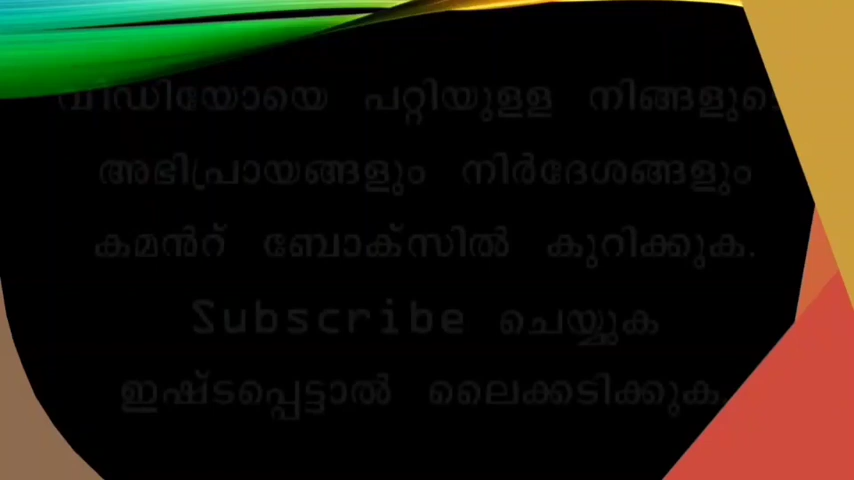 വീഡിയോയെ പറ്റിയുള്ള നിങ്ങളുടെ
അഭിപ്രായങ്ങളും നിർദേശങ്ങളും
കമൻറ് ബോക്സിൽ കുറിക്കുക.
Subscribe ചെയ്യുക
ഇഷ്ടപ്പെട്ടാൽ ലൈക്കടിക്കുക.